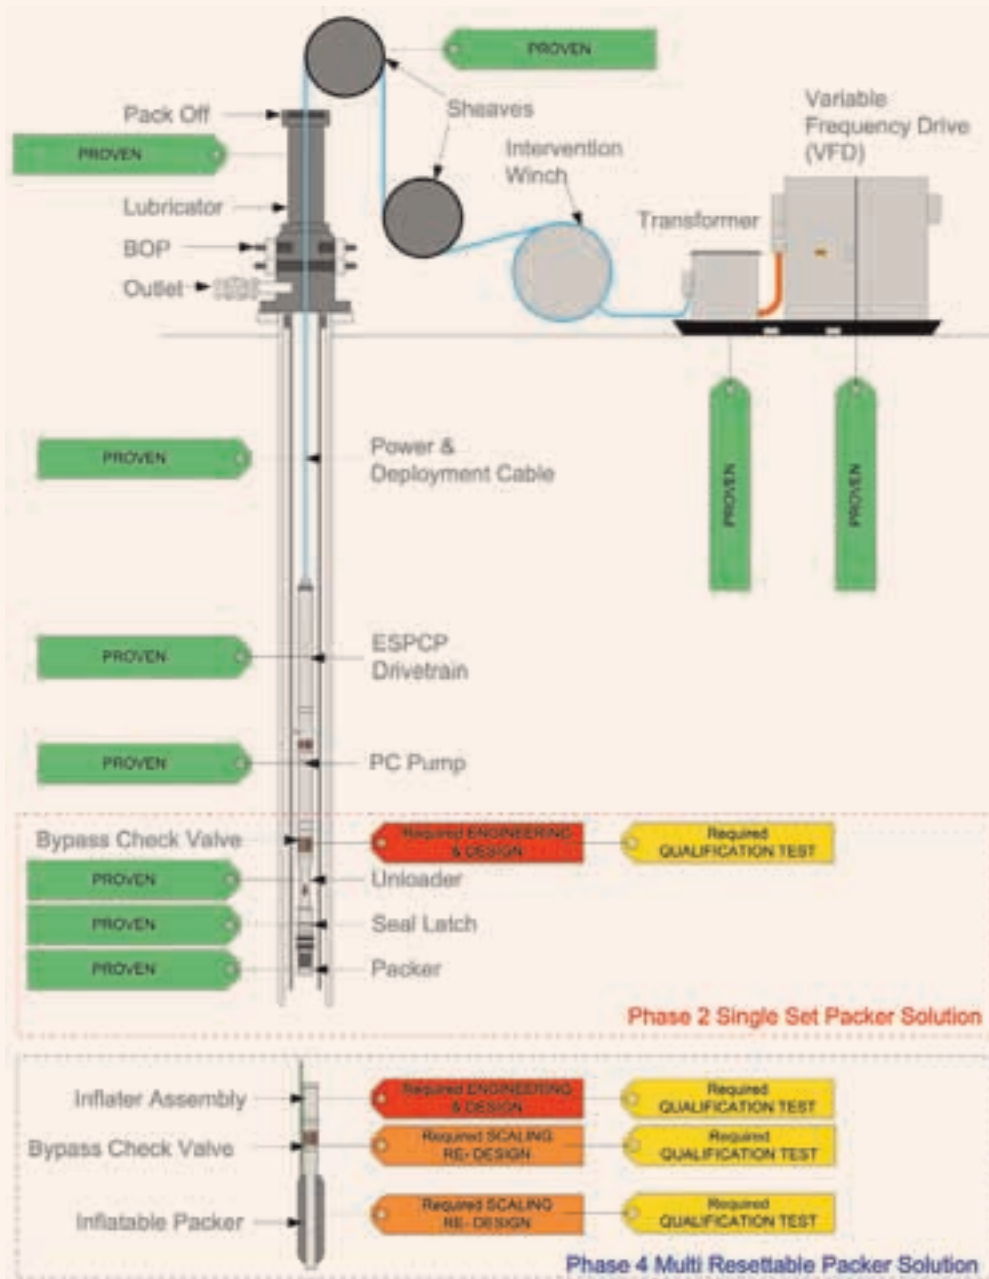 PROVEN
Pack Off
Sheaves
Variable
Frequency Drive
(VFD)
PROVEN
Intervention
Winch
Lubricator
Transformer
BOP
Outlet
PROVEN
Power &
Deployment Cable
PROVEN
PROVEN
PROVEN
ESPCP
Drivetrain
PROVEN
PC Pump
Bypass Check Valve
Required ENGINEERING
& DESIGN
Required
QUALIFICATION TEST
PROVEN
Unloader
PROVEN
Seal Latch
PROVEN
Packer
Phase 2 Single Set Packer Solution
Inflater Assembly
Required ENGINEERING
& DESIGN
Required
QUALIFICATION TEST
Bypass Check Valve
Required SCALING
RE- DESIGN
Required
QUALIFICATION TEST
Inflatable Packer
Required SCALING
RE- DESIGN
Required
QUALIFICATION TEST
Phase 4 Multi Resettable Packer Solution